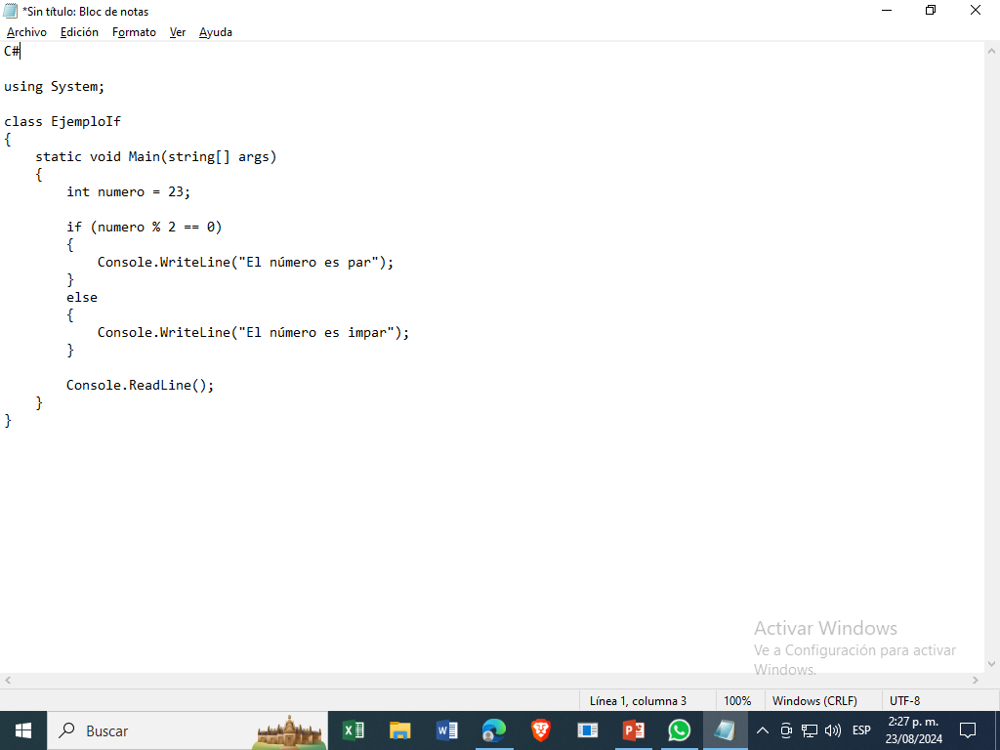 *Sin título: Bloc de notas
Archivo Edición Formato Ver Ayuda
C#
using System;
class EjemploIf
{
    static void Main(string[] args)
    {
        int numero = 23;
        if (numero % 2 == 0)
        {
            Console.WriteLine("El número es par");
        }
        else
        {
            Console.WriteLine("El número es impar");
        }
        Console.ReadLine();
    }
}
Activar Windows
Ve a Configuración para activar
Windows.
Línea 1, columna 3 100% Windows (CRLF) UTF-8
Buscar
ESP
2:27 p. m.
23/08/2024